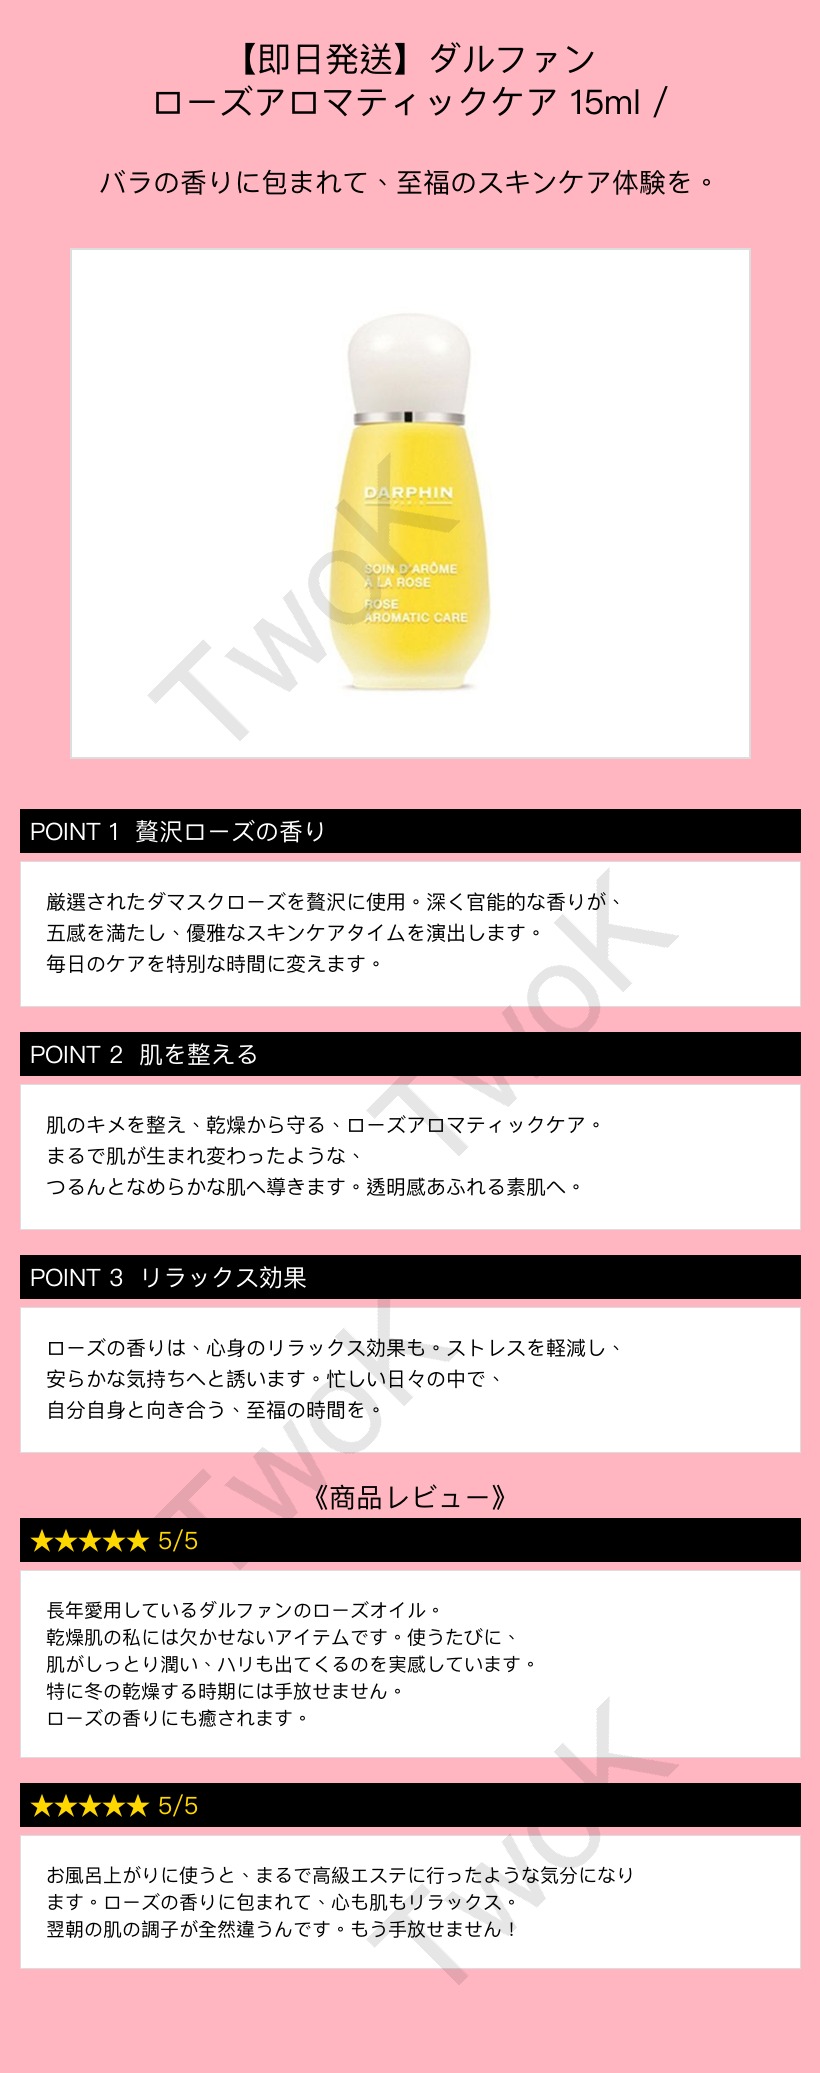 【即日発送】ダルファン
ローズアロマティックケア 15ml /
バラの香りに包まれて、至福のスキンケア体験を。
DARPHIN
PARIS
SOIN D'ARÔME
À LA ROSE
ROSE
AROMATIC CARE
TwoK
POINT 1 贅沢ローズの香り
厳選されたダマスクローズを贅沢に使用。深く官能的な香りが、
五感を満たし、優雅なスキンケアタイムを演出します。
毎日のケアを特別な時間に変えます。
TwoK
POINT 2 肌を整える
肌のキメを整え、乾燥から守る、ローズアロマティックケア。
まるで肌が生まれ変わったような、
つるんとなめらかな肌へ導きます。透明感あふれる素肌へ。
POINT 3 リラックス効果
ローズの香りは、心身のリラックス効果も。ストレスを軽減し、
安らかな気持ちへと誘います。忙しい日々の中で、
自分自身と向き合う、至福の時間を。
TwoK
《商品レビュー》
★★★★★ 5/5
長年愛用しているダルファンのローズオイル。
乾燥肌の私には欠かせないアイテムです。使うたびに、
肌がしっとり潤い、ハリも出てくるのを実感しています。
特に冬の乾燥する時期には手放せません。
ローズの香りにも癒されます。
★★★★★ 5/5
お風呂上がりに使うと、まるで高級エステに行ったような気分になり
ます。ローズの香りに包まれて、心も肌もリラックス。
翌朝の肌の調子が全然違うんです。もう手放せません！
TwoK